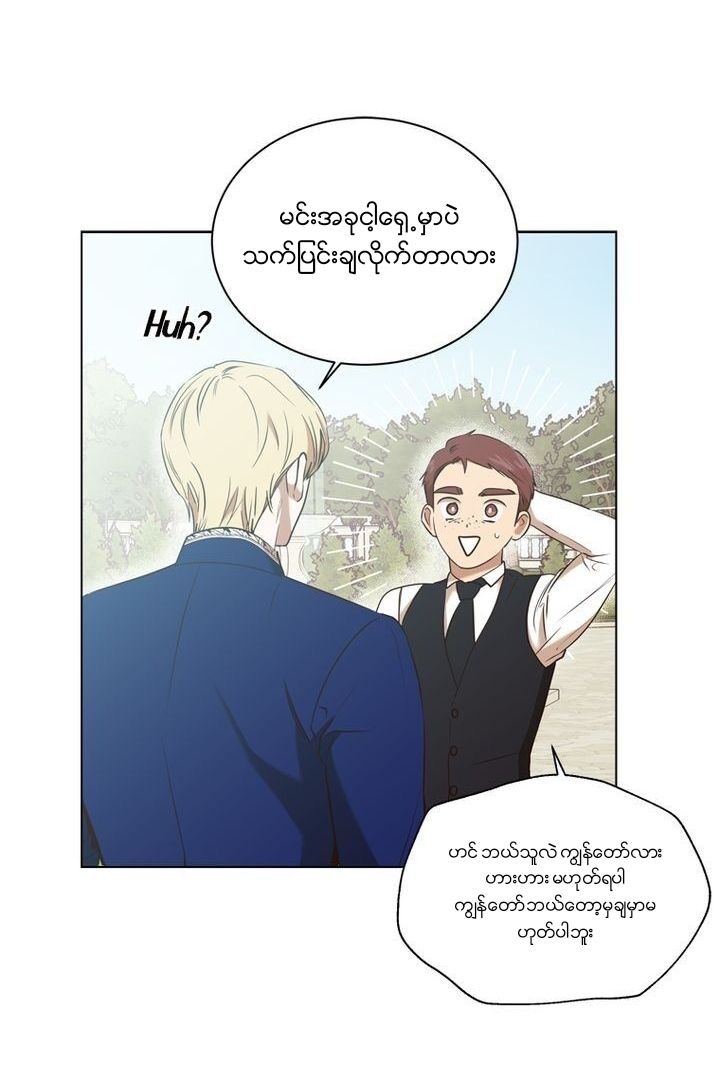 မင်းအခုငါ့ရှေ့မှာပဲ
သက်ပြင်းချလိုက်တာလား
Huh?
ဟင် ဘယ်သူလဲ ကျွန်တော်လား
ဟားဟား မဟုတ်ရပါ
ကျွန်တော်ဘယ်တော့မှချမှာမ
ဟုတ်ပါဘူး